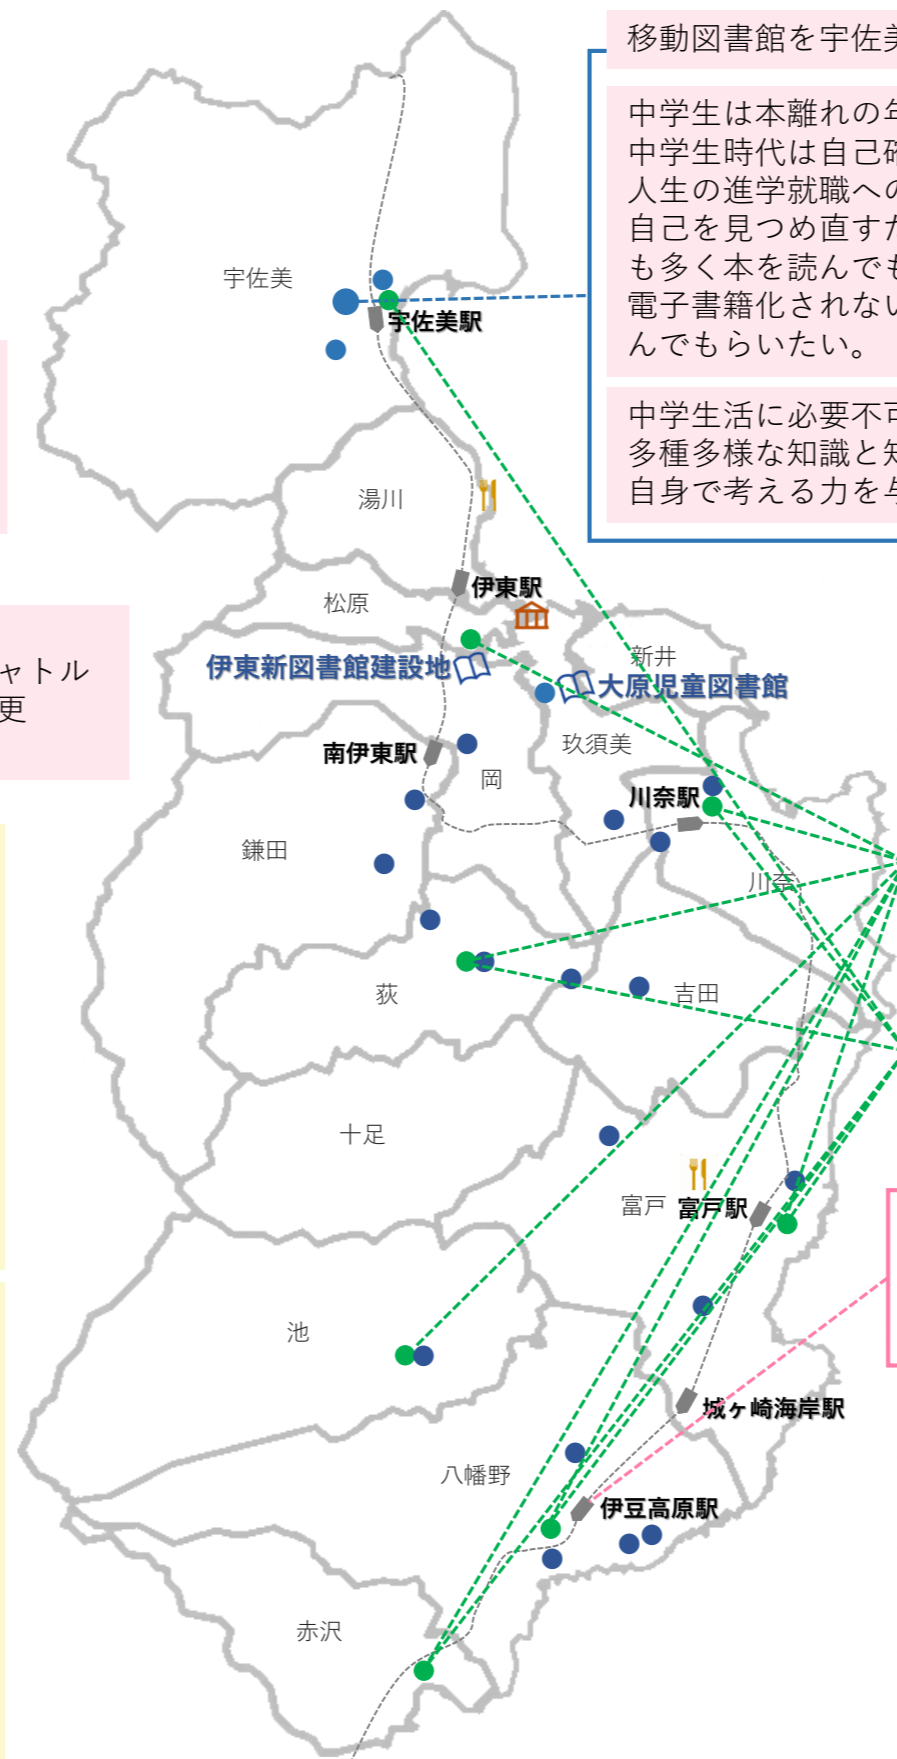 移動図書館を宇佐美
中学生は本離れの年
中学生時代は自己確
人生の進学就職への
自己を見つめ直すた
も多く本を読んでも
電子書籍化されない
んでもらいたい。
中学生活に必要不可
多種多様な知識と知
自身で考える力を与
宇佐美
宇佐美駅
湯川
伊東駅
松原
ャトル
更
伊東新図書館建設地
新井
大原児童図書館
南伊東駅
岡
玖須美
川奈駅
鎌田
川奈
荻
吉田
十足
富戸
富戸駅
池
城ヶ崎海岸駅
八幡野
伊豆高原駅
赤沢